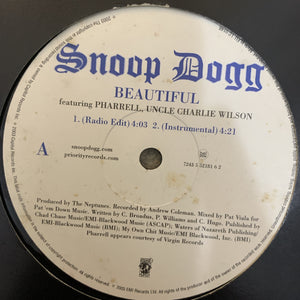 Snoop Dogg
BEAUTIFUL
featuring PHARRELL, UNCLE CHARLIE WILSON
1. (Radio Edit) 4:03 2. (Instrumental) 4:21
A
snoopdogg.com
priorityrecords.com
Produced by The Neptunes. Recorded by Andrew Coleman. Mixed by Pat Viala for
Pat 'em Down Music. Written by C. Broadus, P. Williams and C. Hugo. Published by
Chad Chase Music/EMI-Blackwood Music (ASCAP); Waters of Nazareth Publishing/
EMI-Blackwood Music (BMI); My Own Chit Music/EMI-Blackwood, Inc. (BMI)
Pharrell appears courtesy of Virgin Records